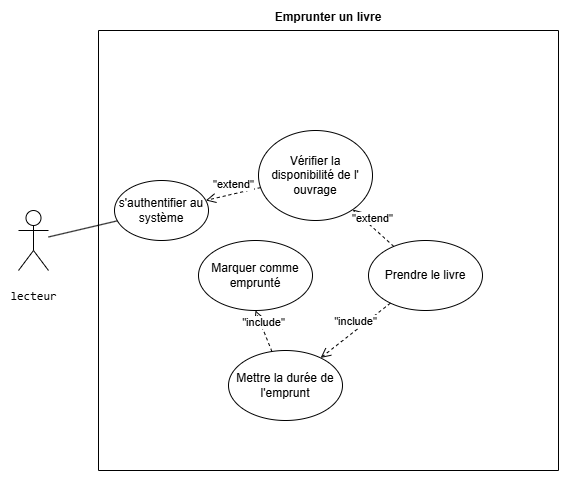 Emprunter un livre
Vérifier la
disponibilité de l'
ouvrage
"extend"
s'authentifier au
système
"extend"
Marquer comme
emprunté
Prendre le livre
lecteur
"include"
"include"
Mettre la durée de
l'emprunt